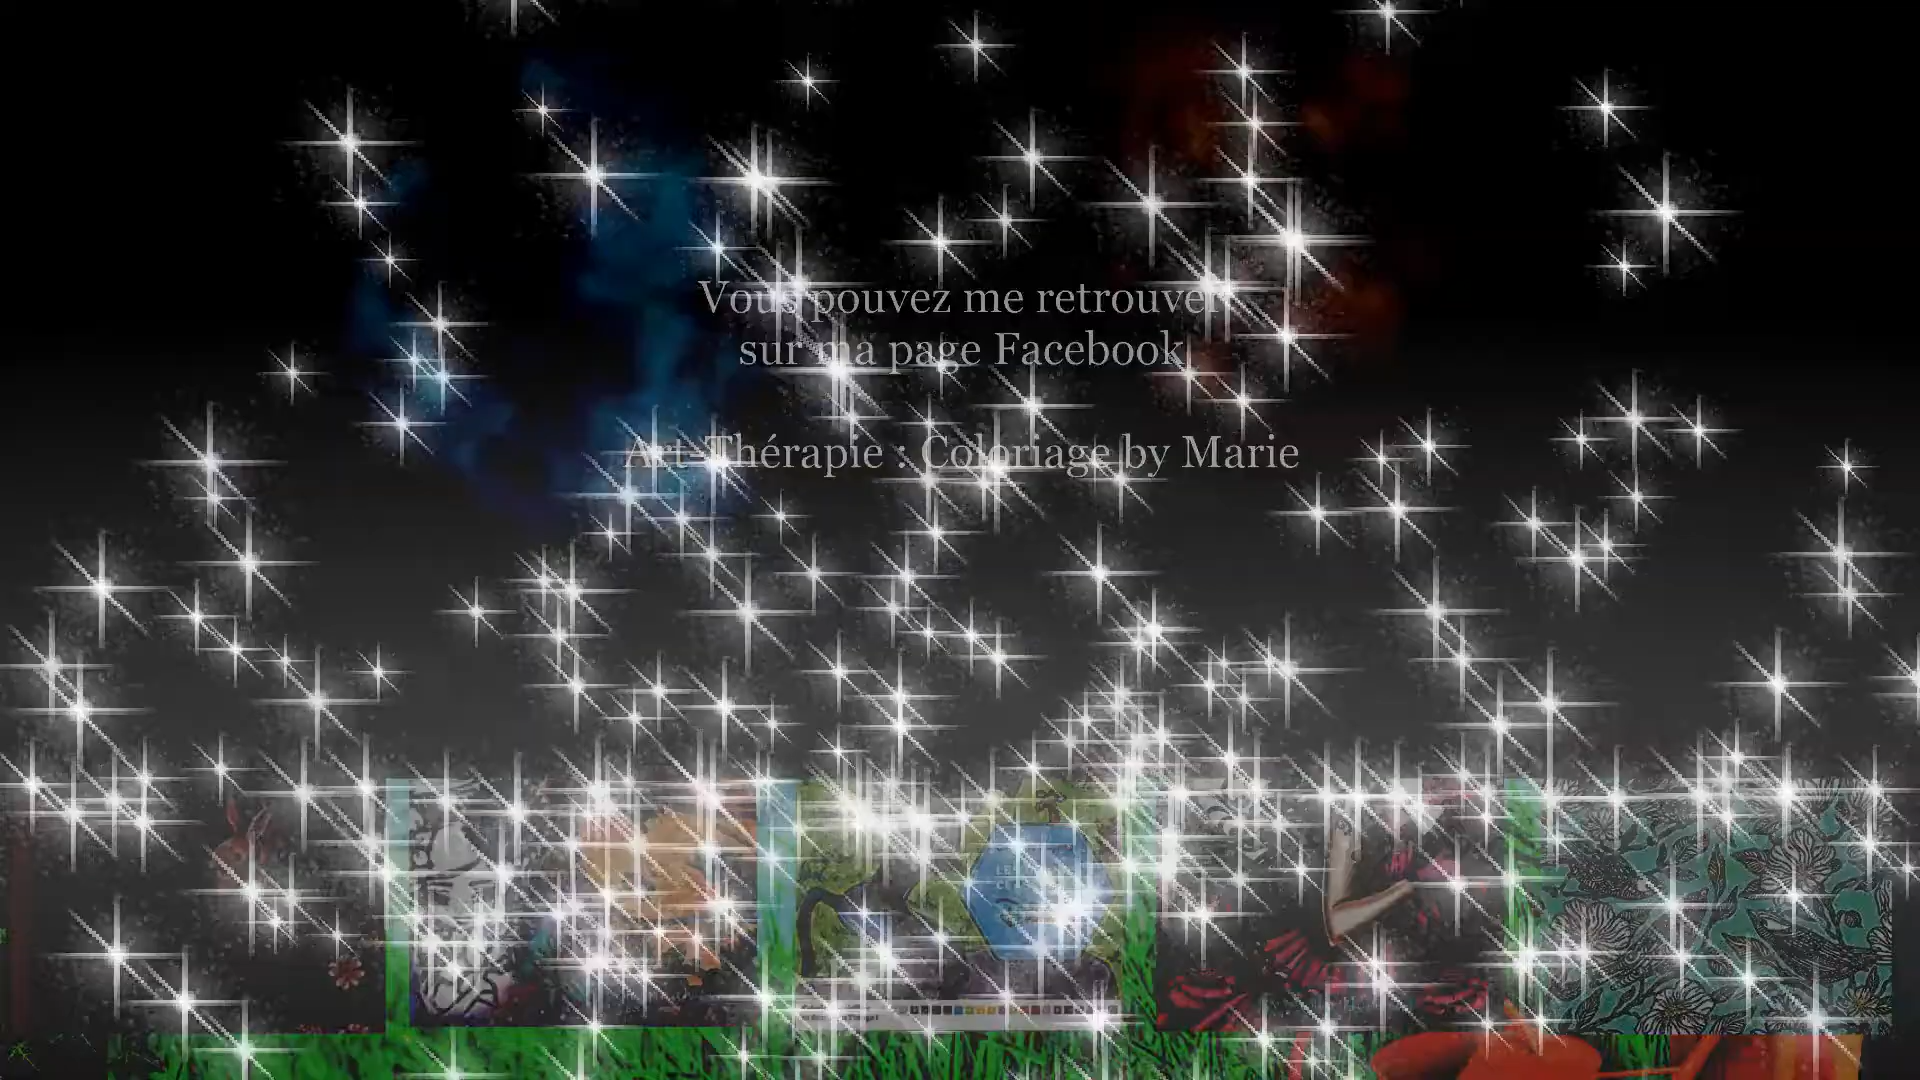 Vous pouvez me retrouver
sur ma page Facebook
Art-Thérapie : Coloriage by Marie